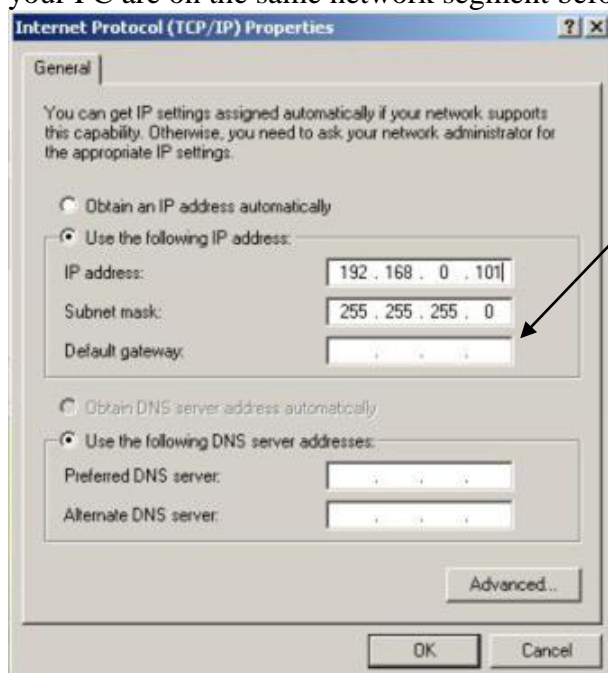 your PC are on the same network segment befo
Internet Protocol (TCP/IP) Properties
General
You can get IP settings assigned automatically if your network supports
this capability. Otherwise, you need to ask your network administrator for
the appropriate IP settings.
Obtain an IP address automatically
Use the following IP address:
IP address: 192 . 168 . 0 . 101
Subnet mask: 255 . 255 . 255 . 0
Default gateway: . . .
Obtain DNS server address automatically
Use the following DNS server addresses:
Preferred DNS server: . . .
Alternate DNS server: . . .
Advanced...
OK Cancel